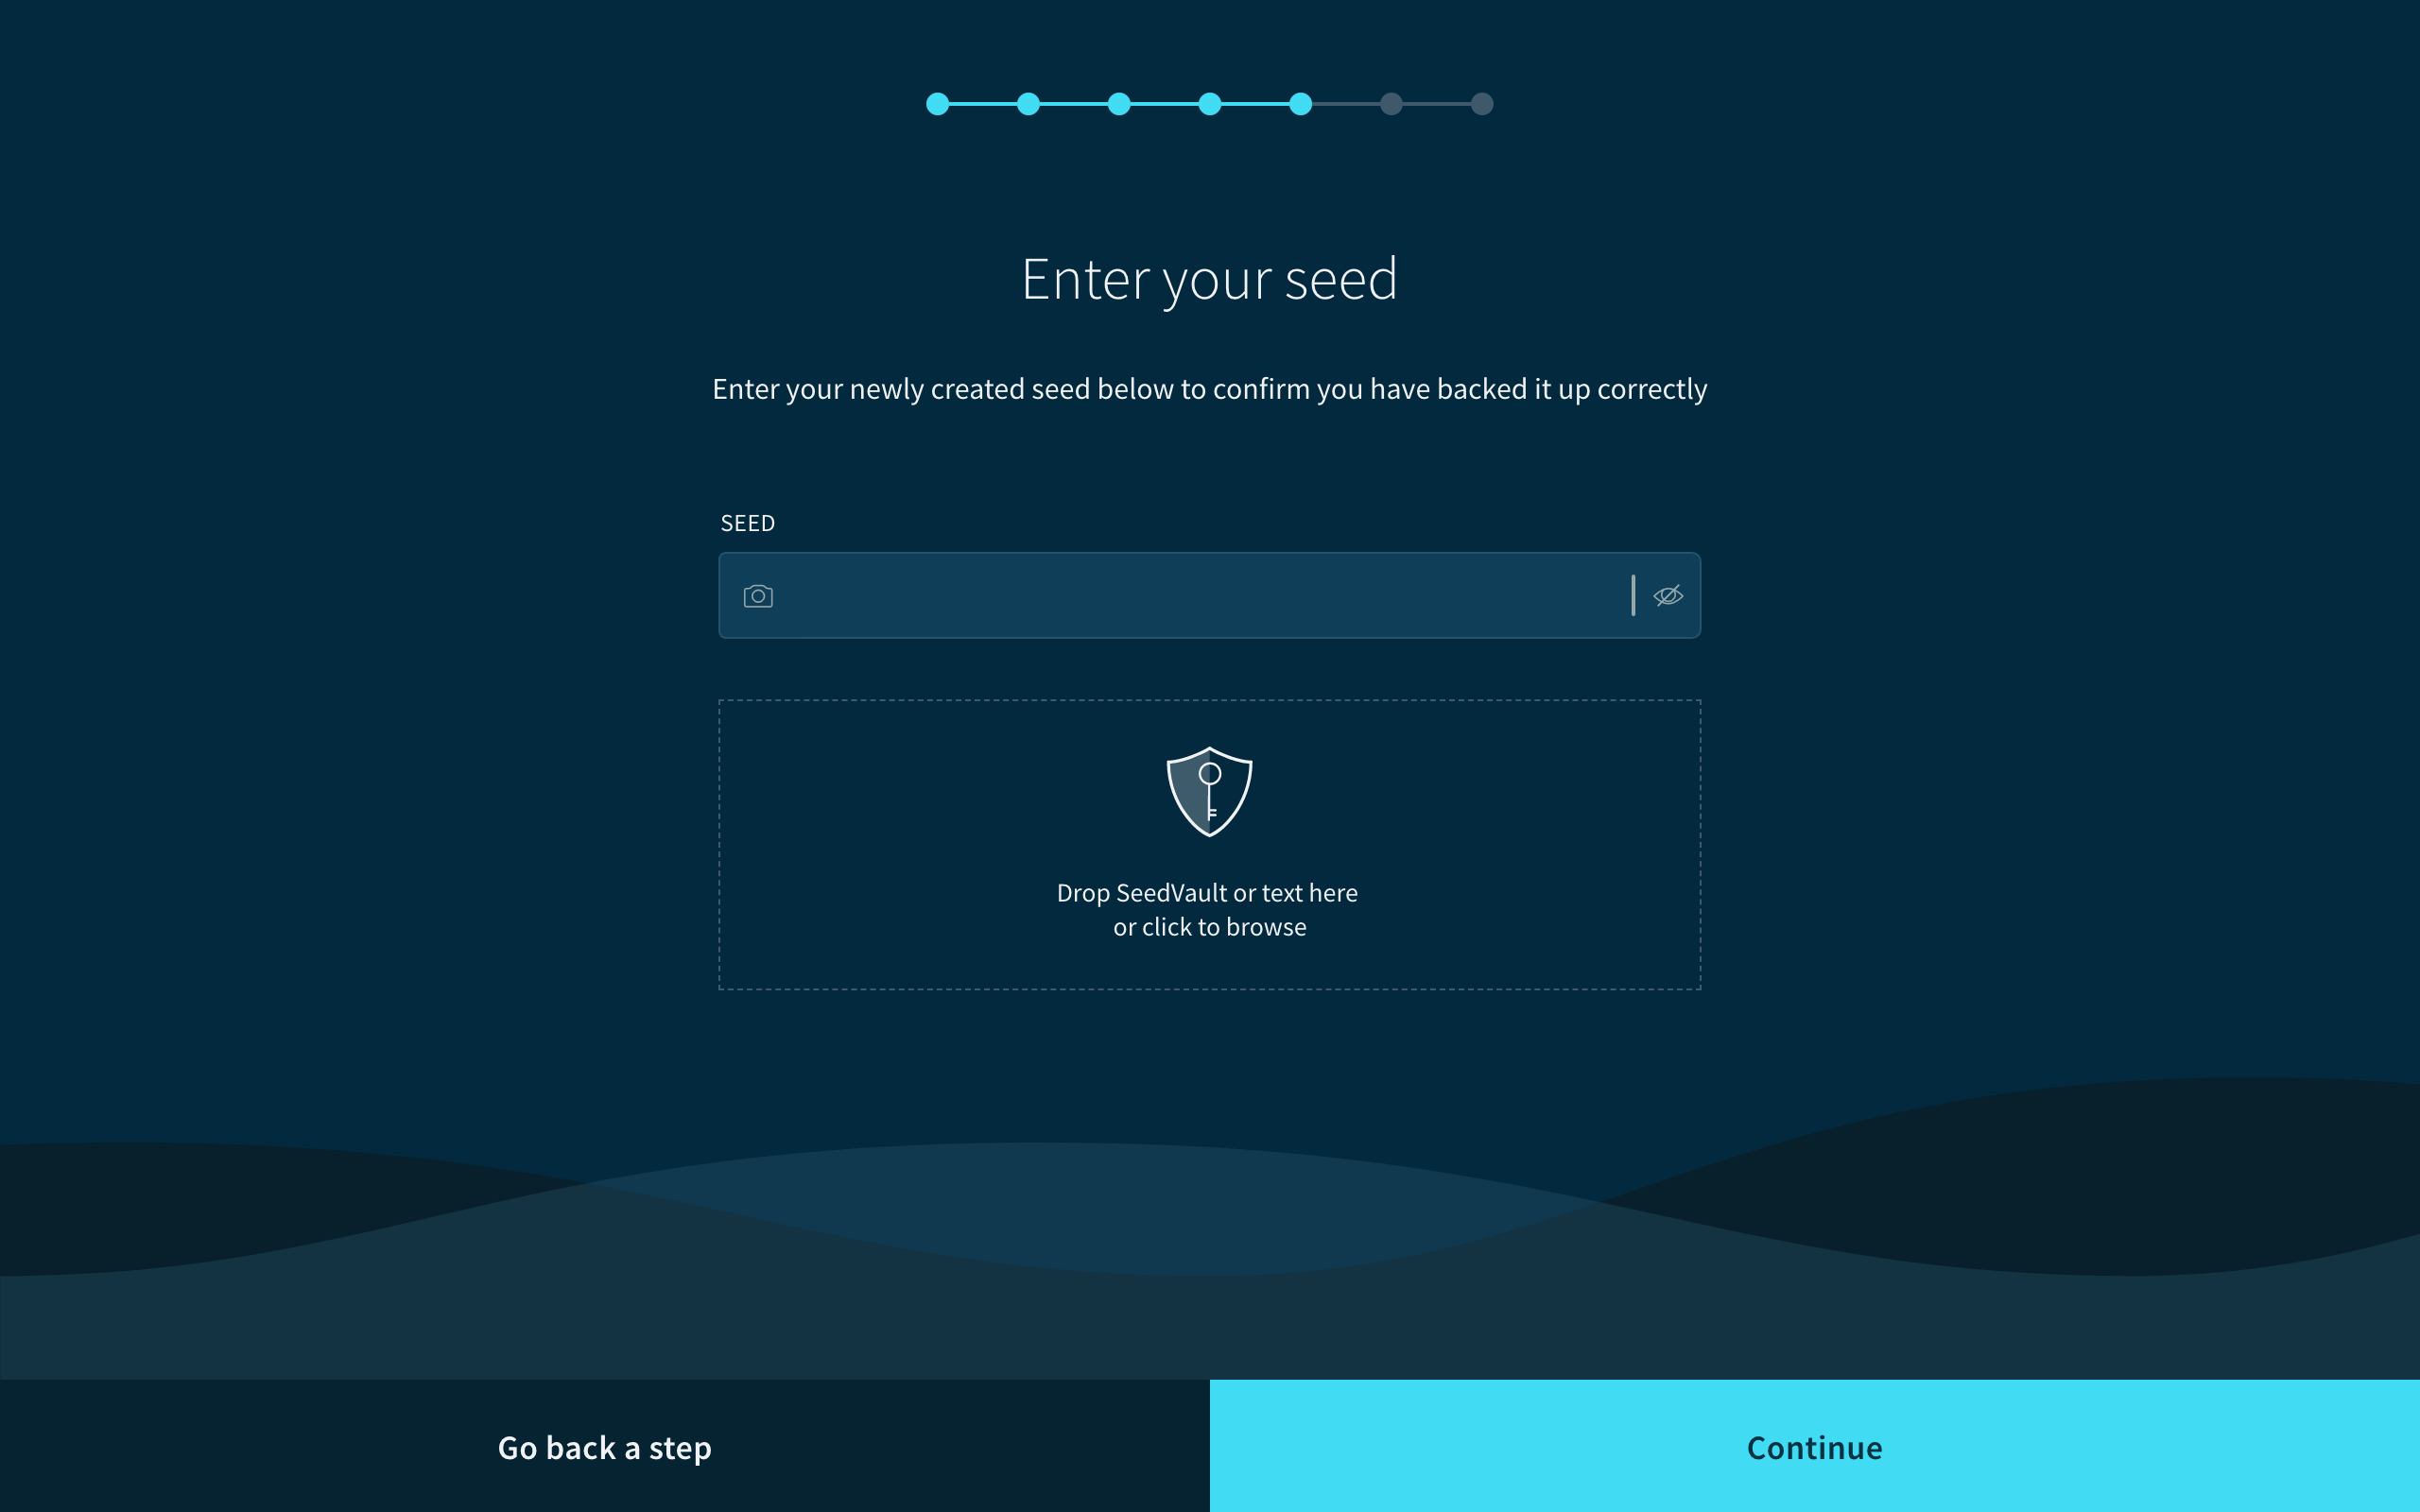 Enter your seed
Enter your newly created seed below to confirm you have backed it up correctly
SEED
Drop SeedVault or text here
or click to browse
Go back a step
Continue